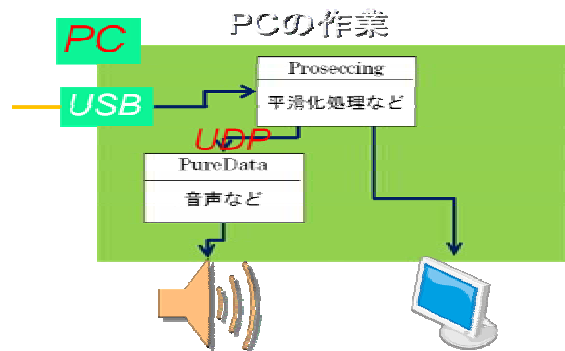 PCの作業
PC
Proseccing
USB
平滑化処理など
UDP
PureData
音声など